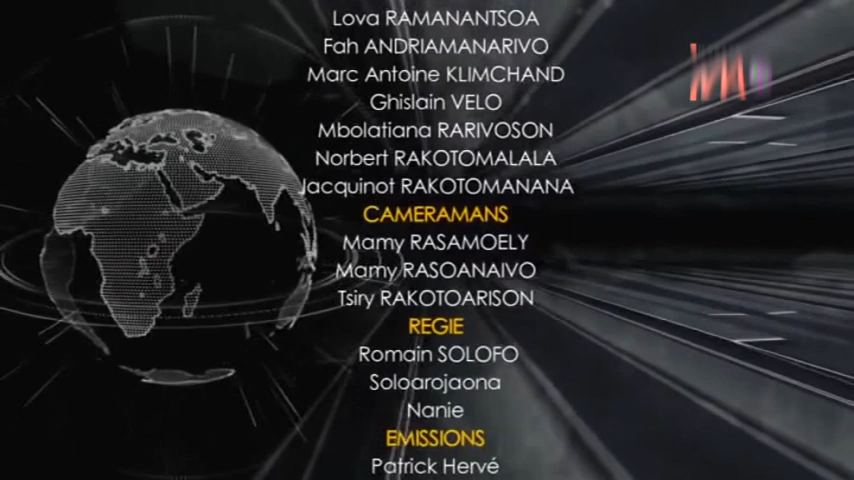 Lova RAMANANTSOA
Fah ANDRIAMANARIVO
Marc Antoine KLIMCHAND
Ghislain VELO
Mbolatiana RARIVOSON
Norbert RAKOTOMALALA
Jacquinot RAKOTOMANANA
CAMERAMANS
Mamy RASAMOELY
Mamy RASOANAIVO
Tsiry RAKOTOARISON
REGIE
Romain SOLOFO
Soloarojaona
Nanie
EMISSIONS
Patrick Hervé